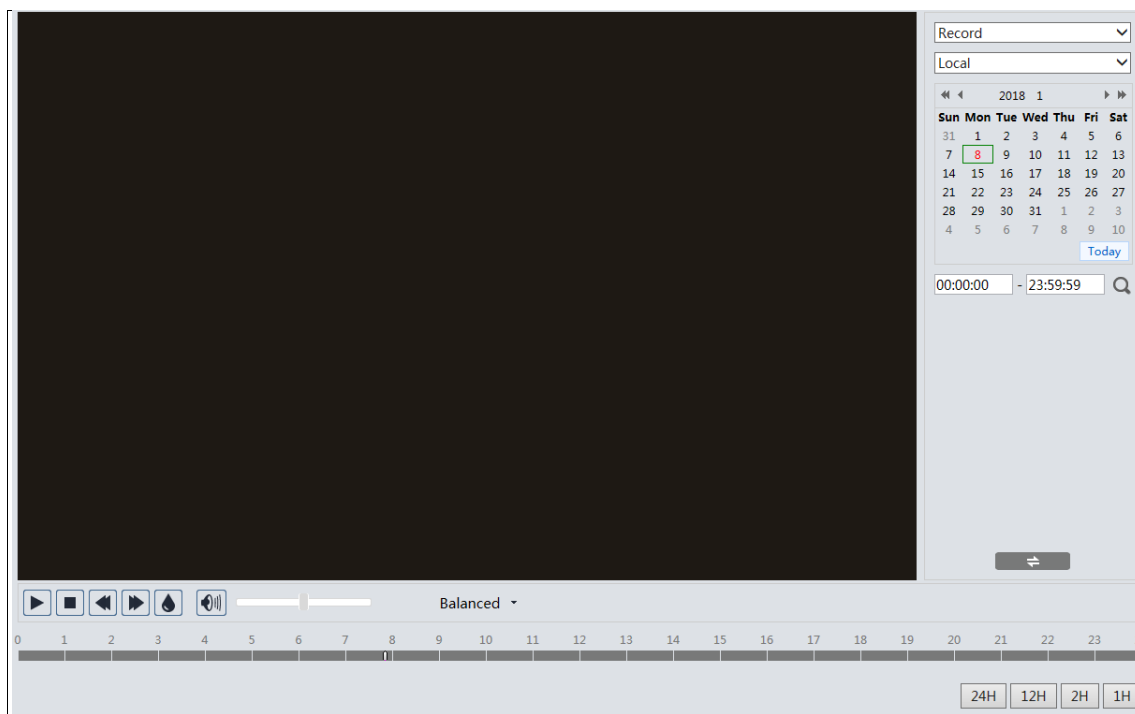 Record
Local
2018 1
Sun Mon Tue Wed Thu Fri Sat
31 1 2 3 4 5 6
7 8 9 10 11 12 13
14 15 16 17 18 19 20
21 22 23 24 25 26 27
28 29 30 31 1 2 3
4 5 6 7 8 9 10
Today
00:00:00 - 23:59:59
Balanced
0 1 2 3 4 5 6 7 8 9 10 11 12 13 14 15 16 17 18 19 20 21 22 23
24H 12H 2H 1H